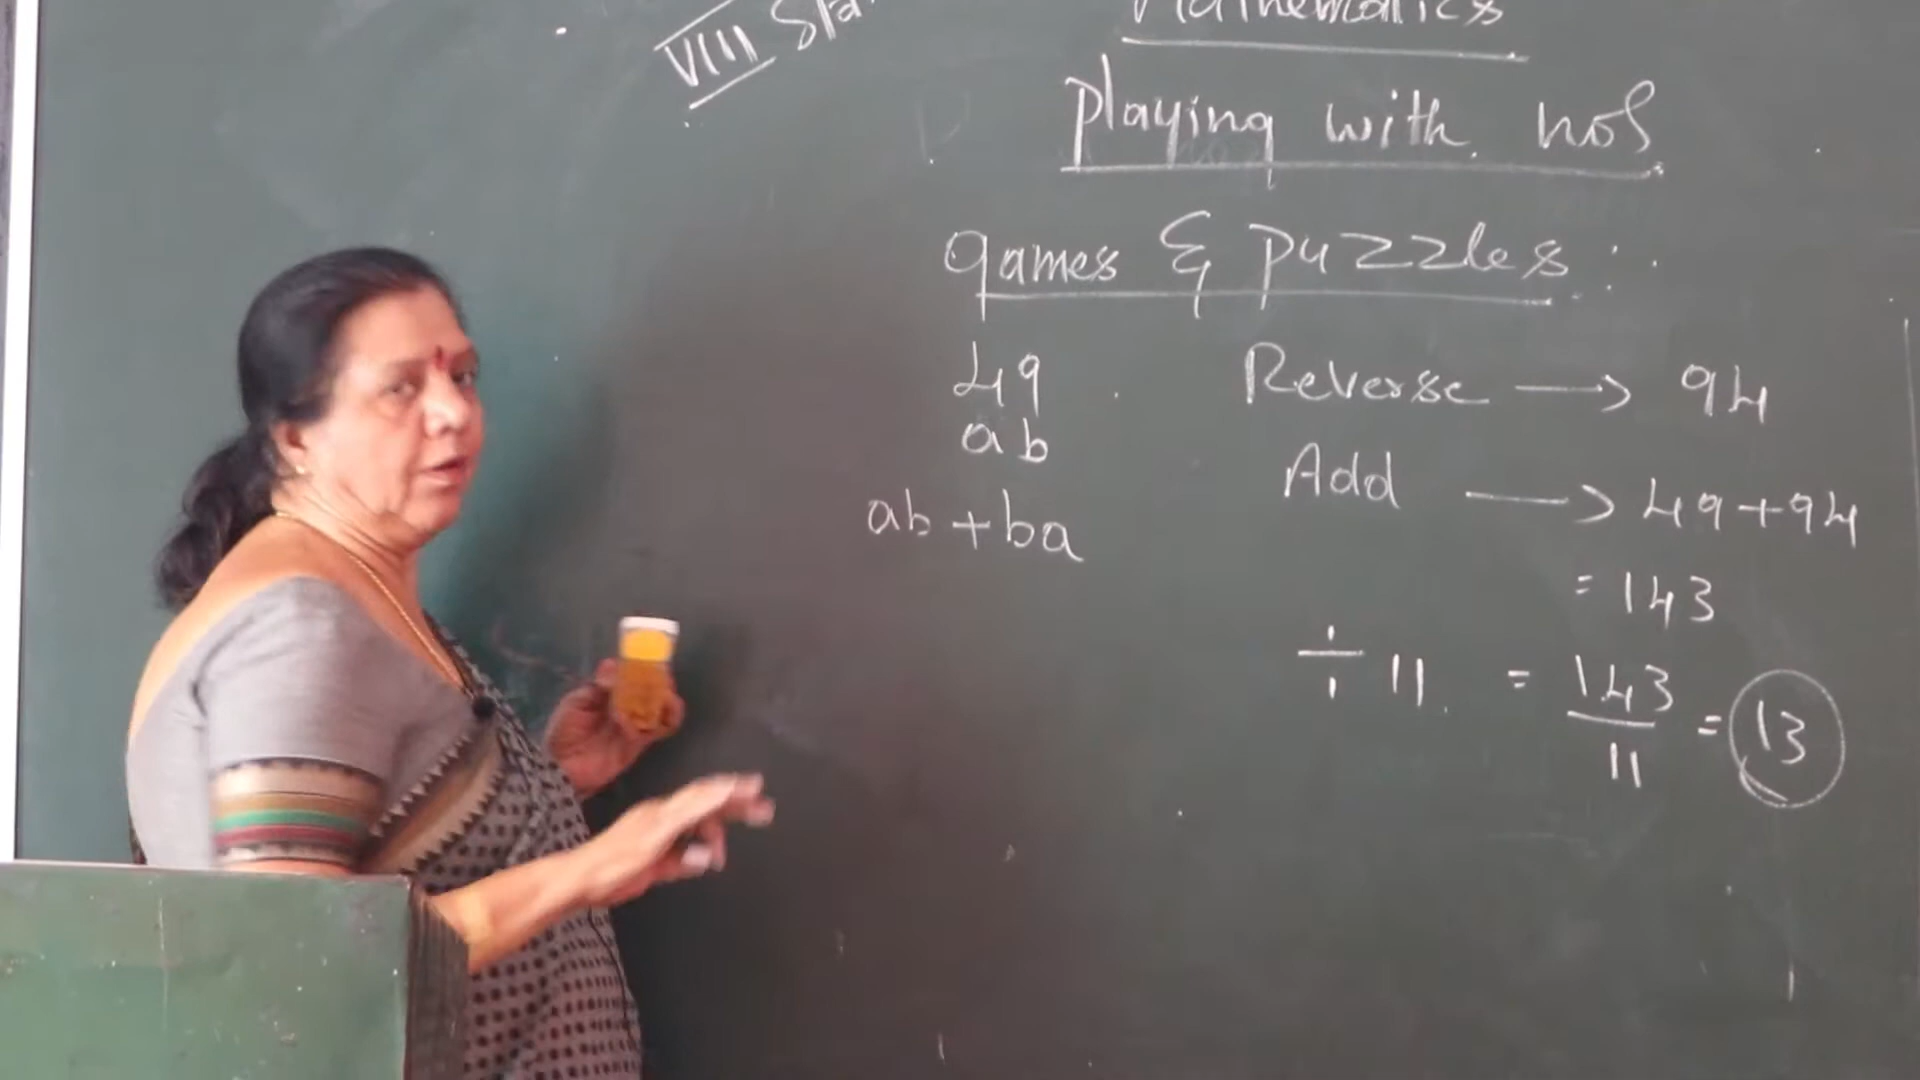 VIII
Mathematics
Playing with nos.
games & puzzles :
49 Reverse → 94
ab
Add → 49+94
ab+ba
= 143
÷ 11 = 143/11 = 13